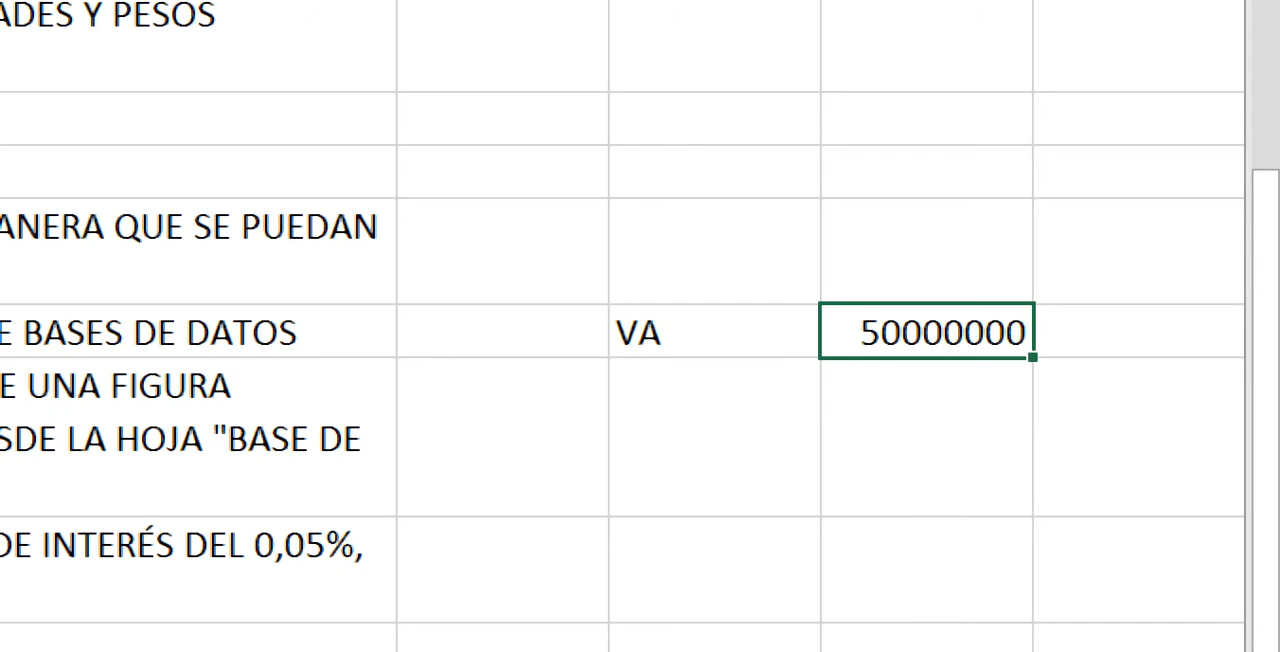 ADES Y PESOS
ANERA QUE SE PUEDAN
E BASES DE DATOS VA 50000000
E UNA FIGURA
SDE LA HOJA "BASE DE
DE INTERÉS DEL 0,05%,